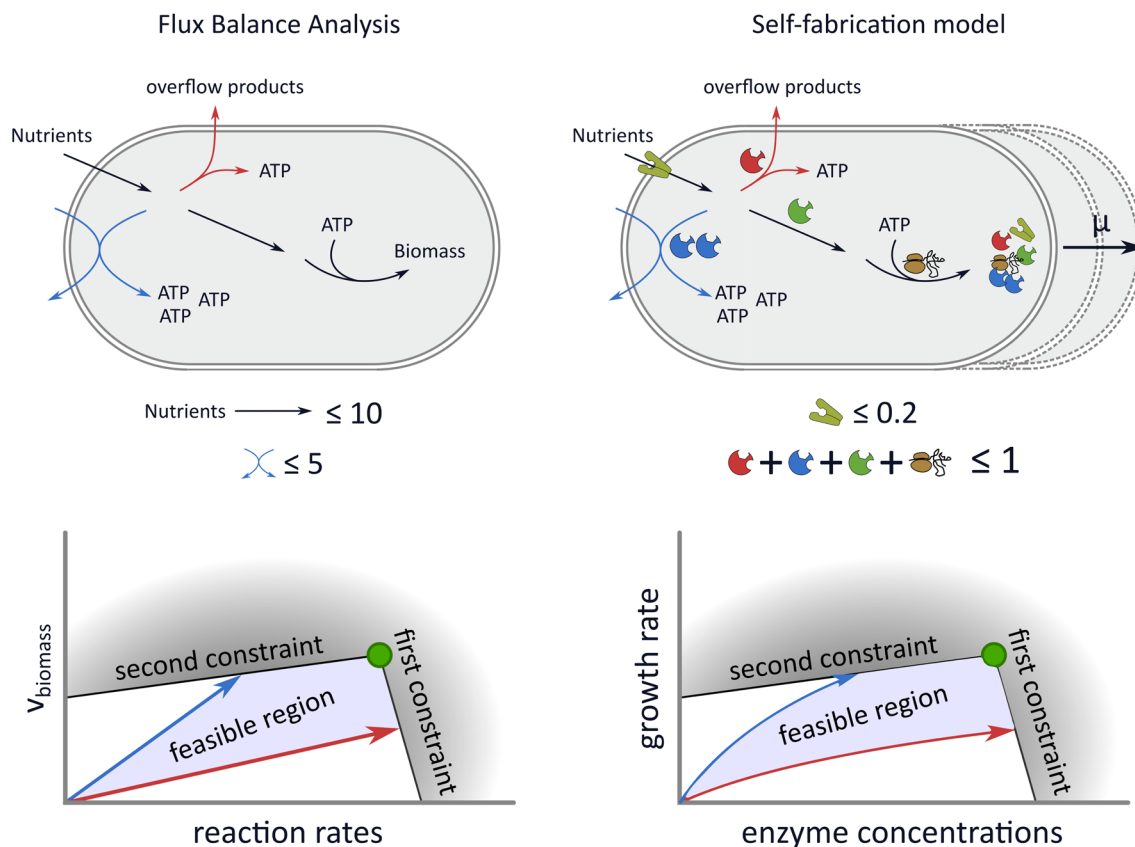 Flux Balance Analysis
overflow products
Nutrients
ATP
ATP
Biomass
ATP
ATP
ATP
Nutrients ≤ 10
≤ 5
v_biomass
second constraint
first constraint
feasible region
reaction rates
Self-fabrication model
overflow products
Nutrients
ATP
ATP
μ
ATP
ATP
ATP
≤ 0.2
+ + + ≤ 1
growth rate
second constraint
first constraint
feasible region
enzyme concentrations